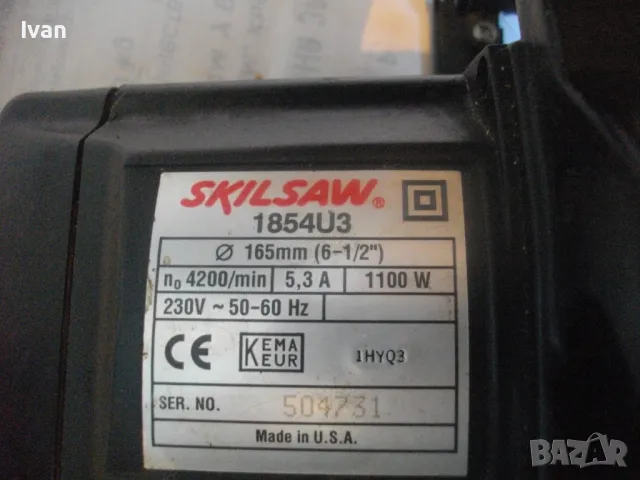 Ivan
SKILSAW®
1854U3
Ø 165mm (6-1/2")
n₀ 4200/min 5,3 A 1100 W
230V ~ 50-60 Hz
CE KEMA KEUR 1HYQ3
SER. NO. 504731
Made in U.S.A.
BAZAR